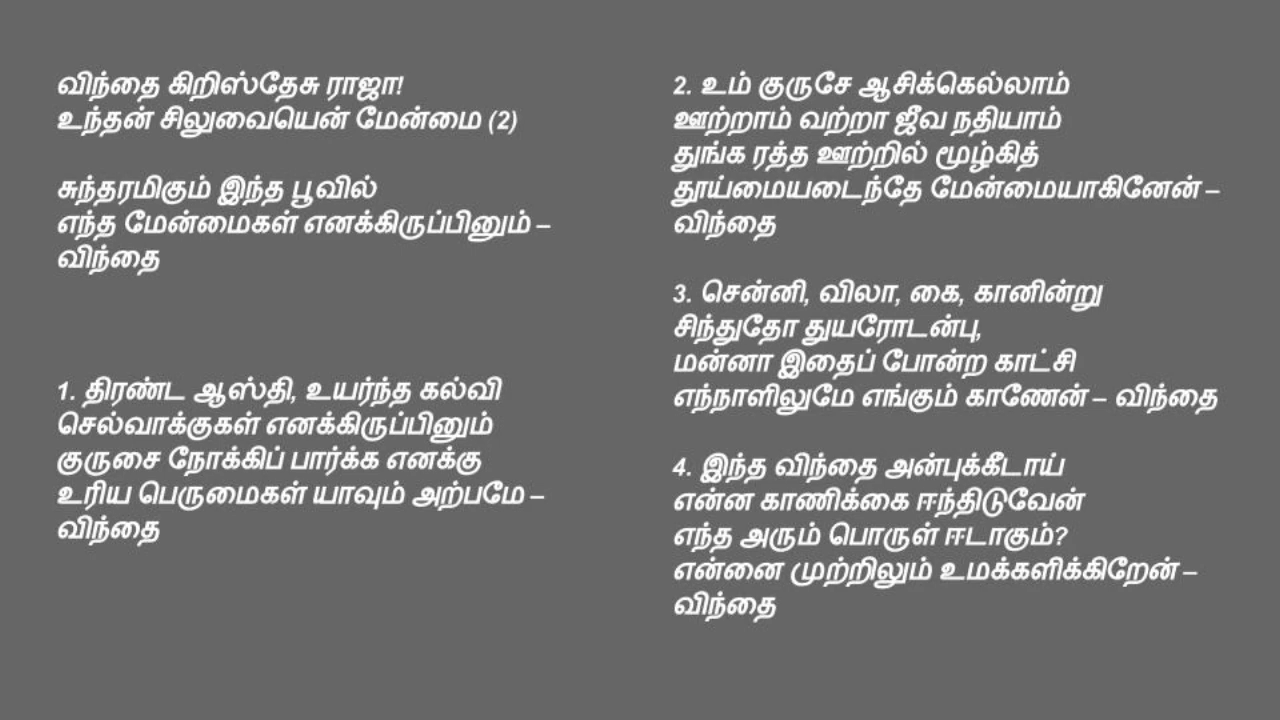 விந்தை கிறிஸ்தேசு ராஜா!
உந்தன் சிலுவையென் மேன்மை (2)
சுந்தரமிகும் இந்த பூவில்
எந்த மேன்மைகள் எனக்கிருப்பினும் –
விந்தை
1. திரண்ட ஆஸ்தி, உயர்ந்த கல்வி
செல்வாக்குகள் எனக்கிருப்பினும்
குருசை நோக்கிப் பார்க்க எனக்கு
உரிய பெருமைகள் யாவும் அற்பமே –
விந்தை
2. உம் குருசே ஆசிக்கெல்லாம்
ஊற்றாம் வற்றா ஜீவ நதியாம்
துங்க ரத்த ஊற்றில் மூழ்கித்
தூய்மையடைந்தே மேன்மையாகினேன் –
விந்தை
3. சென்னி, விலா, கை, கானின்று
சிந்துதோ துயரோடன்பு,
மன்னா இதைப் போன்ற காட்சி
எந்நாளிலுமே எங்கும் காணேன் – விந்தை
4. இந்த விந்தை அன்புக்கீடாய்
என்ன காணிக்கை ஈந்திடுவேன்
எந்த அரும் பொருள் ஈடாகும்?
என்னை முற்றிலும் உமக்களிக்கிறேன் –
விந்தை